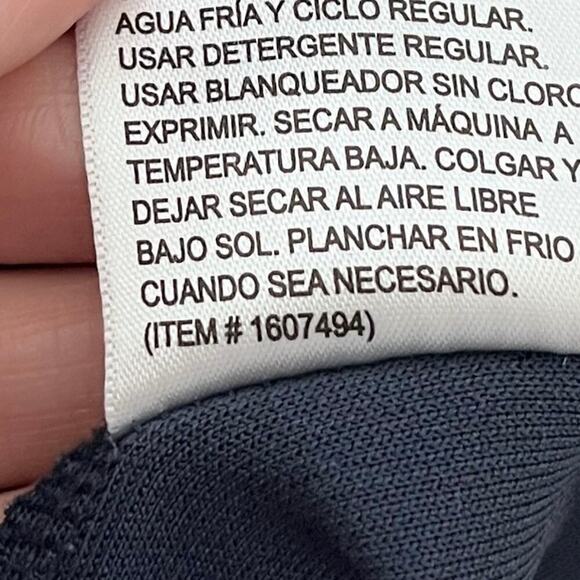 AGUA FRÍA Y CICLO REGULAR.
USAR DETERGENTE REGULAR.
USAR BLANQUEADOR SIN CLORO
EXPRIMIR. SECAR A MÁQUINA A
TEMPERATURA BAJA. COLGAR Y
DEJAR SECAR AL AIRE LIBRE
BAJO SOL. PLANCHAR EN FRIO
CUANDO SEA NECESARIO.
(ITEM # 1607494)